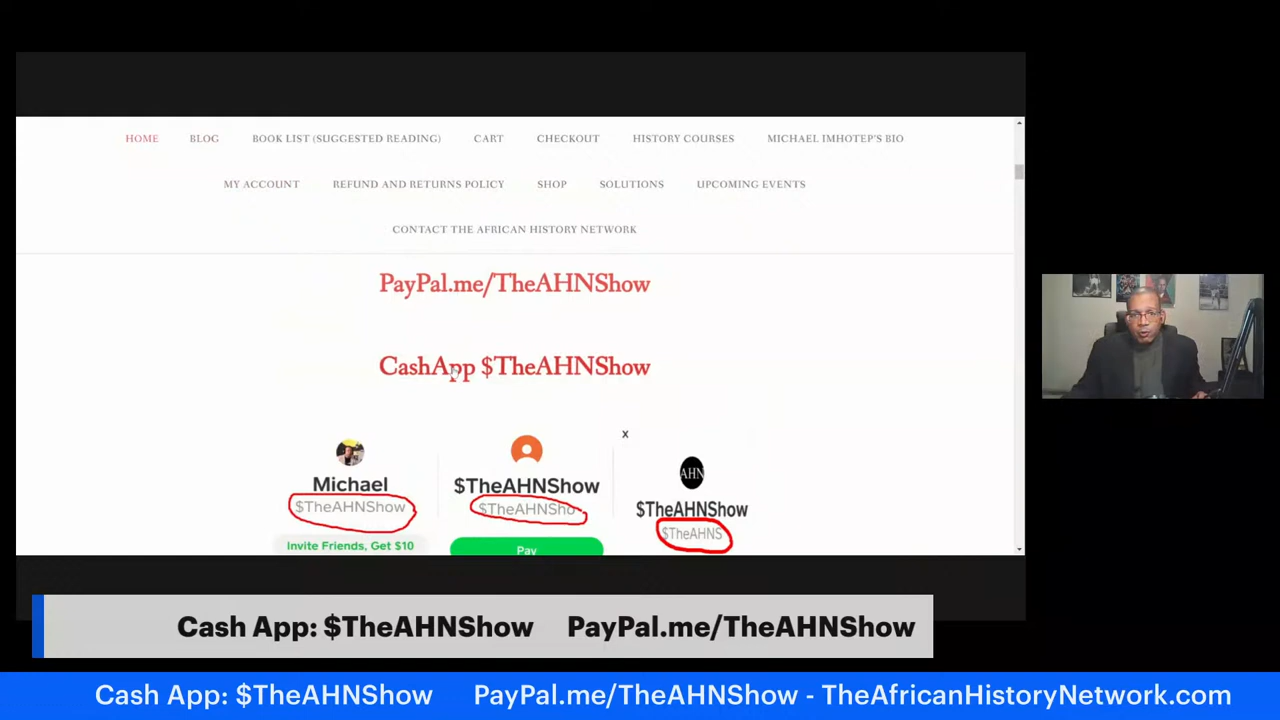 HOME BLOG BOOK LIST (SUGGESTED READING) CART CHECKOUT HISTORY COURSES MICHAEL IMHOTEP'S BIO
MY ACCOUNT REFUND AND RETURNS POLICY SHOP SOLUTIONS UPCOMING EVENTS
CONTACT THE AFRICAN HISTORY NETWORK
PayPal.me/TheAHNShow
CashApp $TheAHNShow
x
AHN
Michael $TheAHNShow $TheAHNShow
$TheAHNShow $TheAHNSho $TheAHNS
Invite Friends, Get $10 Pay
Cash App: $TheAHNShow PayPal.me/TheAHNShow
Cash App: $TheAHNShow PayPal.me/TheAHNShow - TheAfricanHistoryNetwork.com